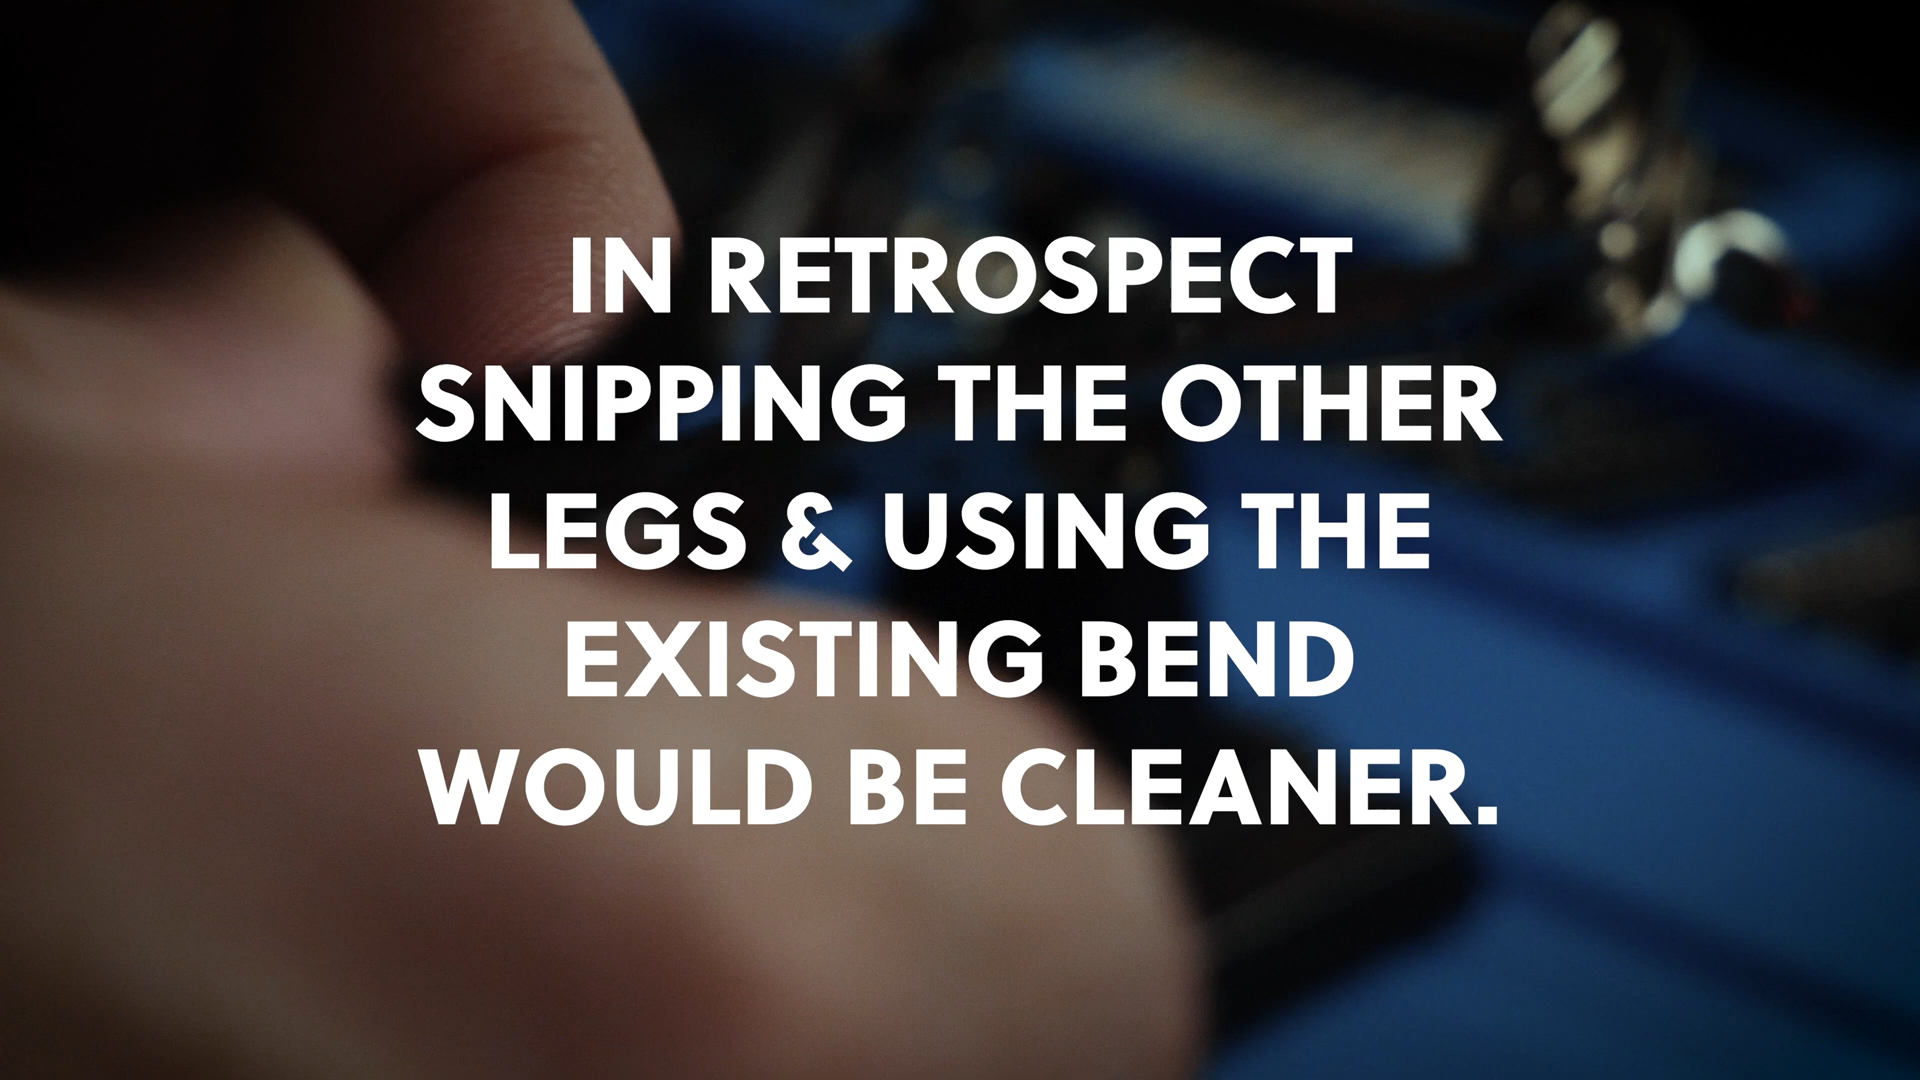 IN RETROSPECT
SNIPPING THE OTHER
LEGS & USING THE
EXISTING BEND
WOULD BE CLEANER.